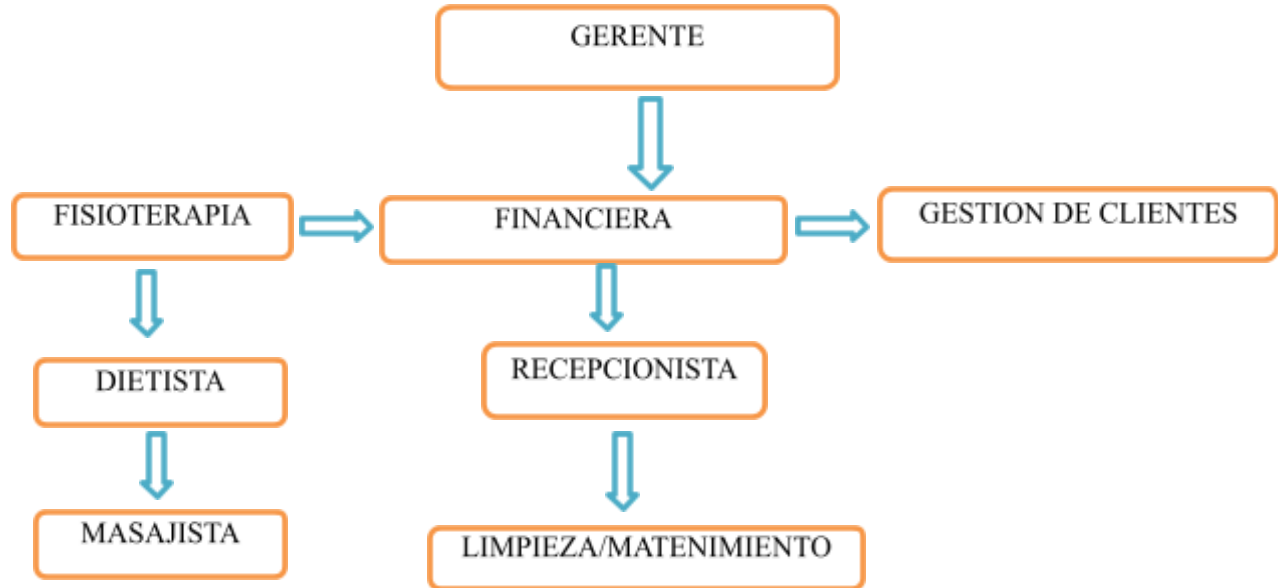 GERENTE
FISIOTERAPIA
FINANCIERA
GESTION DE CLIENTES
DIETISTA
RECEPCIONISTA
MASAJISTA
LIMPIEZA/MATENIMIENTO